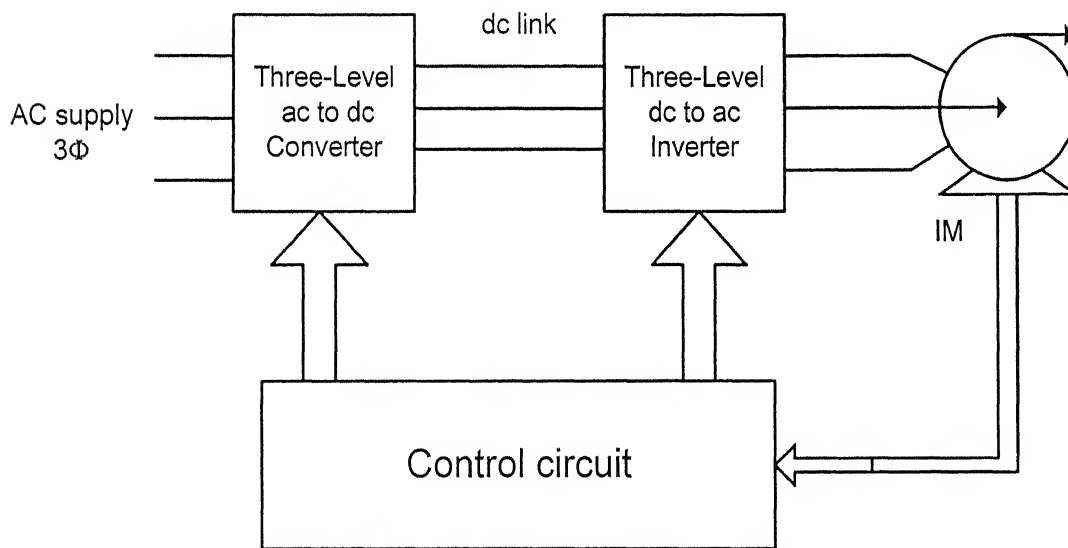 dc link
AC supply
3Φ
Three-Level
ac to dc
Converter
Three-Level
dc to ac
Inverter
IM
Control circuit